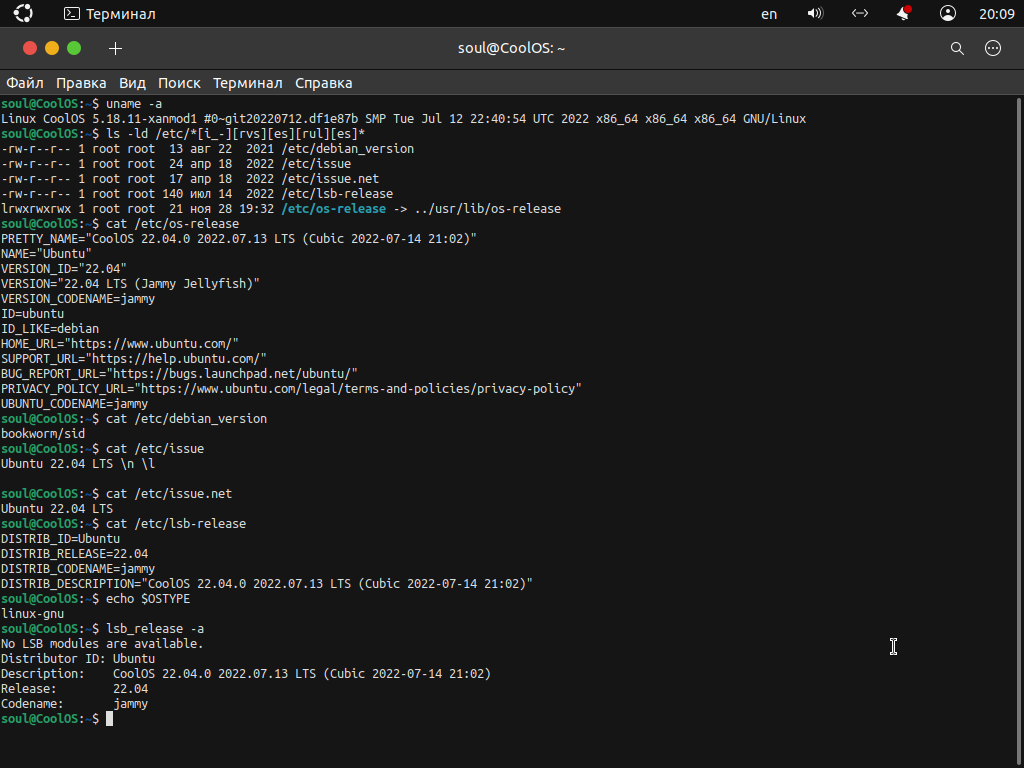 Терминал en 20:09
soul@CoolOS: ~
Файл Правка Вид Поиск Терминал Справка
soul@CoolOS:~$ uname -a
Linux CoolOS 5.18.11-xanmod1 #0~git20220712.df1e87b SMP Tue Jul 12 22:40:54 UTC 2022 x86_64 x86_64 x86_64 GNU/Linux
soul@CoolOS:~$ ls -ld /etc/*[i_-][rvs][es][rul][es]*
-rw-r--r-- 1 root root  13 авг 22  2021 /etc/debian_version
-rw-r--r-- 1 root root  24 апр 18  2022 /etc/issue
-rw-r--r-- 1 root root  17 апр 18  2022 /etc/issue.net
-rw-r--r-- 1 root root 140 июл 14  2022 /etc/lsb-release
lrwxrwxrwx 1 root root  21 ноя 28 19:32 /etc/os-release -> ../usr/lib/os-release
soul@CoolOS:~$ cat /etc/os-release
PRETTY_NAME="CoolOS 22.04.0 2022.07.13 LTS (Cubic 2022-07-14 21:02)"
NAME="Ubuntu"
VERSION_ID="22.04"
VERSION="22.04 LTS (Jammy Jellyfish)"
VERSION_CODENAME=jammy
ID=ubuntu
ID_LIKE=debian
HOME_URL="https://www.ubuntu.com/"
SUPPORT_URL="https://help.ubuntu.com/"
BUG_REPORT_URL="https://bugs.launchpad.net/ubuntu/"
PRIVACY_POLICY_URL="https://www.ubuntu.com/legal/terms-and-policies/privacy-policy"
UBUNTU_CODENAME=jammy
soul@CoolOS:~$ cat /etc/debian_version
bookworm/sid
soul@CoolOS:~$ cat /etc/issue
Ubuntu 22.04 LTS \n \l
soul@CoolOS:~$ cat /etc/issue.net
Ubuntu 22.04 LTS
soul@CoolOS:~$ cat /etc/lsb-release
DISTRIB_ID=Ubuntu
DISTRIB_RELEASE=22.04
DISTRIB_CODENAME=jammy
DISTRIB_DESCRIPTION="CoolOS 22.04.0 2022.07.13 LTS (Cubic 2022-07-14 21:02)"
soul@CoolOS:~$ echo $OSTYPE
linux-gnu
soul@CoolOS:~$ lsb_release -a
No LSB modules are available.
Distributor ID: Ubuntu
Description:    CoolOS 22.04.0 2022.07.13 LTS (Cubic 2022-07-14 21:02)
Release:        22.04
Codename:       jammy
soul@CoolOS:~$